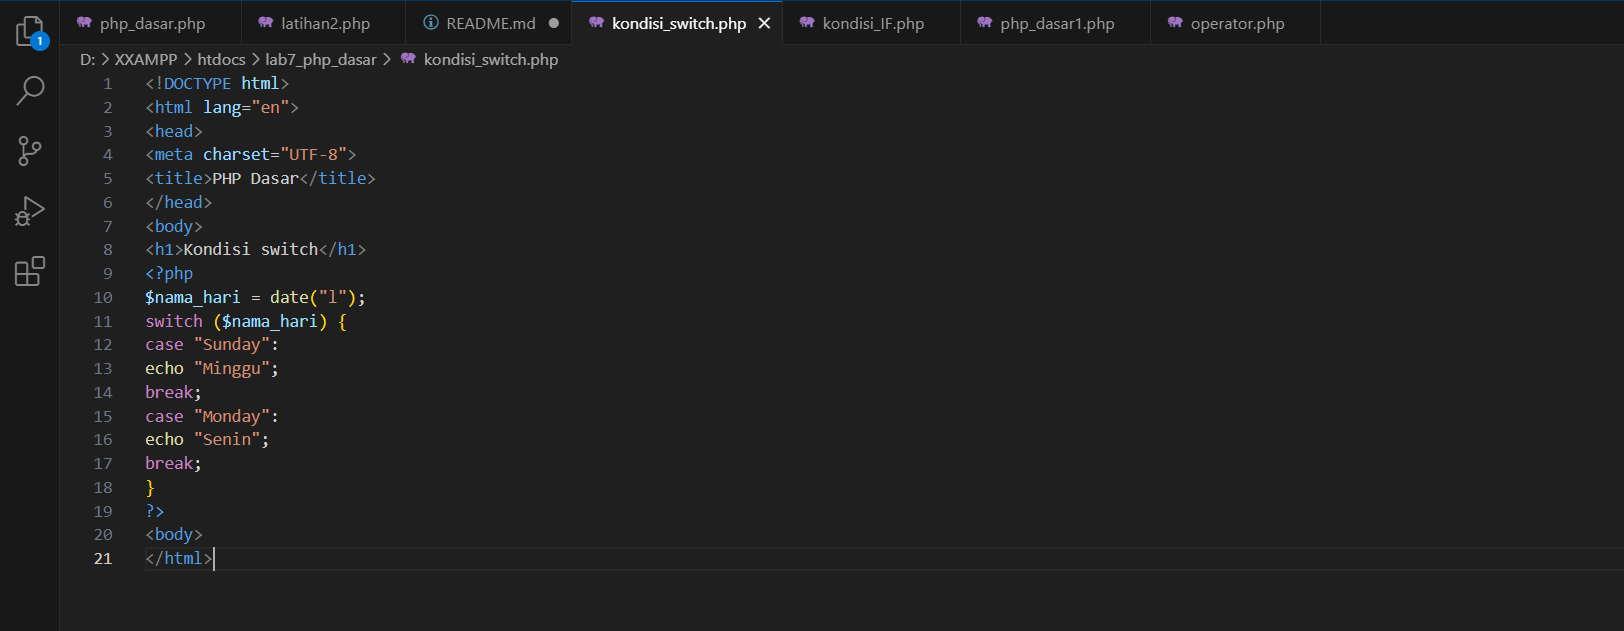 php_dasar.php latihan2.php README.md kondisi_switch.php kondisi_IF.php php_dasar1.php operator.php
1
D: > XXAMPP > htdocs > lab7_php_dasar > kondisi_switch.php
1 <!DOCTYPE html>
2 <html lang="en">
3 <head>
4 <meta charset="UTF-8">
5 <title>PHP Dasar</title>
6 </head>
7 <body>
8 <h1>Kondisi switch</h1>
9 <?php
10 $nama_hari = date("l");
11 switch ($nama_hari) {
12 case "Sunday":
13 echo "Minggu";
14 break;
15 case "Monday":
16 echo "Senin";
17 break;
18 }
19 ?>
20 <body>
21 </html>